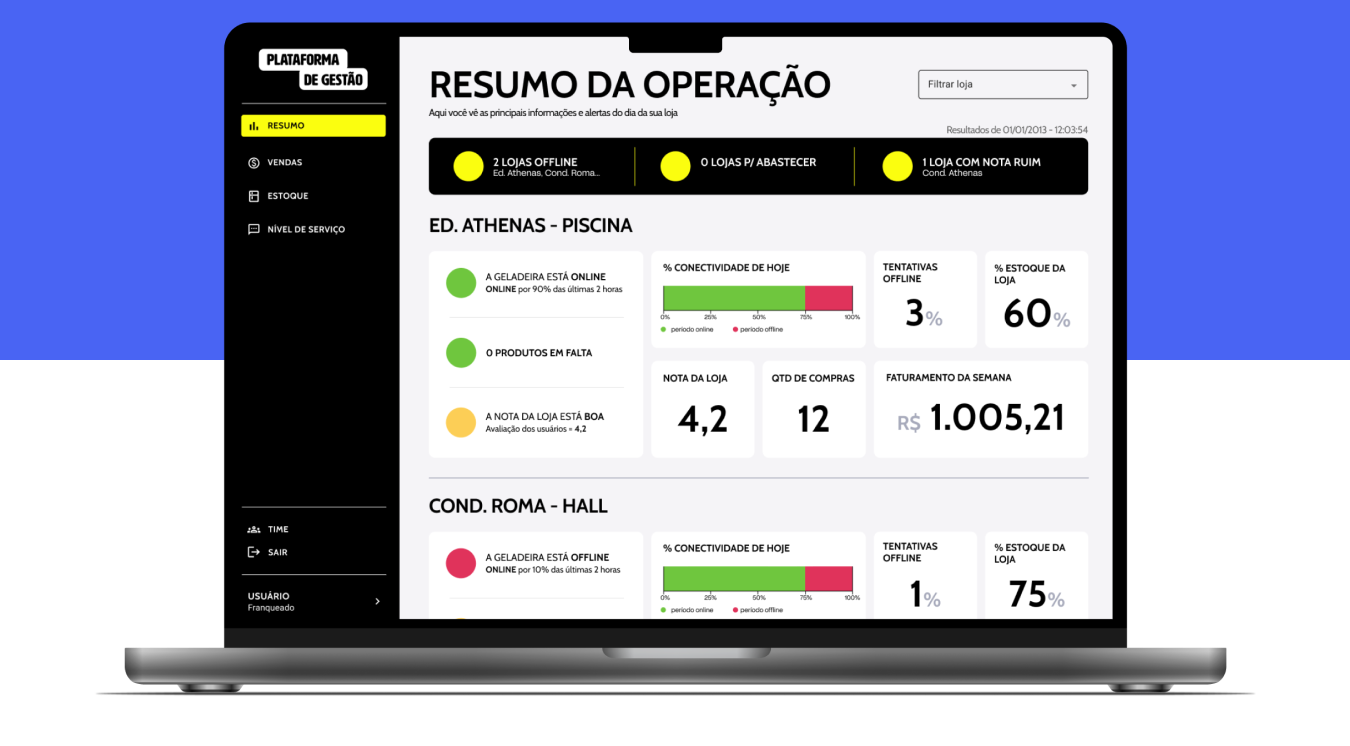 PLATAFORMA
DE GESTÃO
RESUMO
VENDAS
ESTOQUE
NÍVEL DE SERVIÇO
TIME
SAIR
USUÁRIO
Franqueado
RESUMO DA OPERAÇÃO
Aqui você vê as principais informações e alertas do dia da sua loja
Filtrar loja
Resultados de 01/01/2013 - 12:03:54
2 LOJAS OFFLINE
Ed. Athenas, Cond. Roma...
0 LOJAS P/ ABASTECER
1 LOJA COM NOTA RUIM
Cond. Athenas
ED. ATHENAS - PISCINA
A GELADEIRA ESTÁ ONLINE
ONLINE por 90% das últimas 2 horas
0 PRODUTOS EM FALTA
A NOTA DA LOJA ESTÁ BOA
Avaliação dos usuários = 4,2
% CONECTIVIDADE DE HOJE
0% 25% 50% 75% 100%
período online período offline
TENTATIVAS
OFFLINE
3%
% ESTOQUE DA
LOJA
60%
NOTA DA LOJA
4,2
QTD DE COMPRAS
12
FATURAMENTO DA SEMANA
R$ 1.005,21
COND. ROMA - HALL
A GELADEIRA ESTÁ OFFLINE
ONLINE por 10% das últimas 2 horas
% CONECTIVIDADE DE HOJE
0% 25% 50% 75% 100%
período online período offline
TENTATIVAS
OFFLINE
1%
% ESTOQUE DA
LOJA
75%